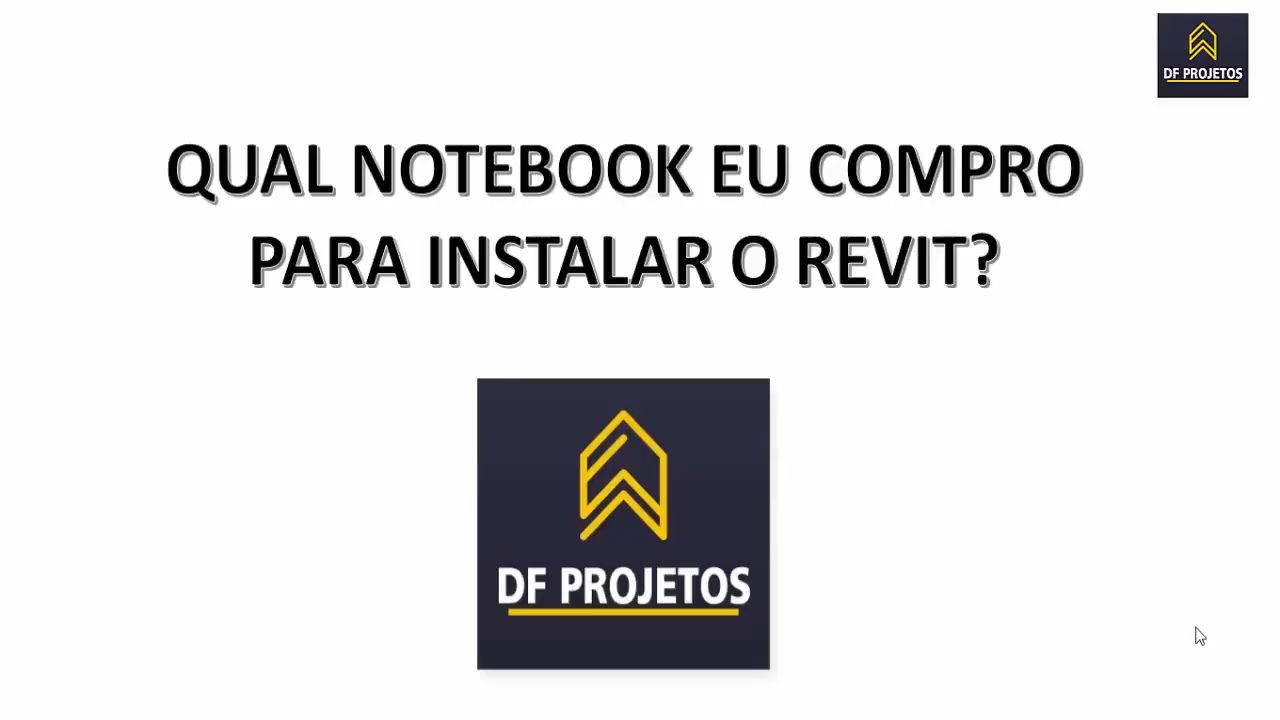 DF PROJETOS
QUAL NOTEBOOK EU COMPRO
PARA INSTALAR O REVIT?
DF PROJETOS